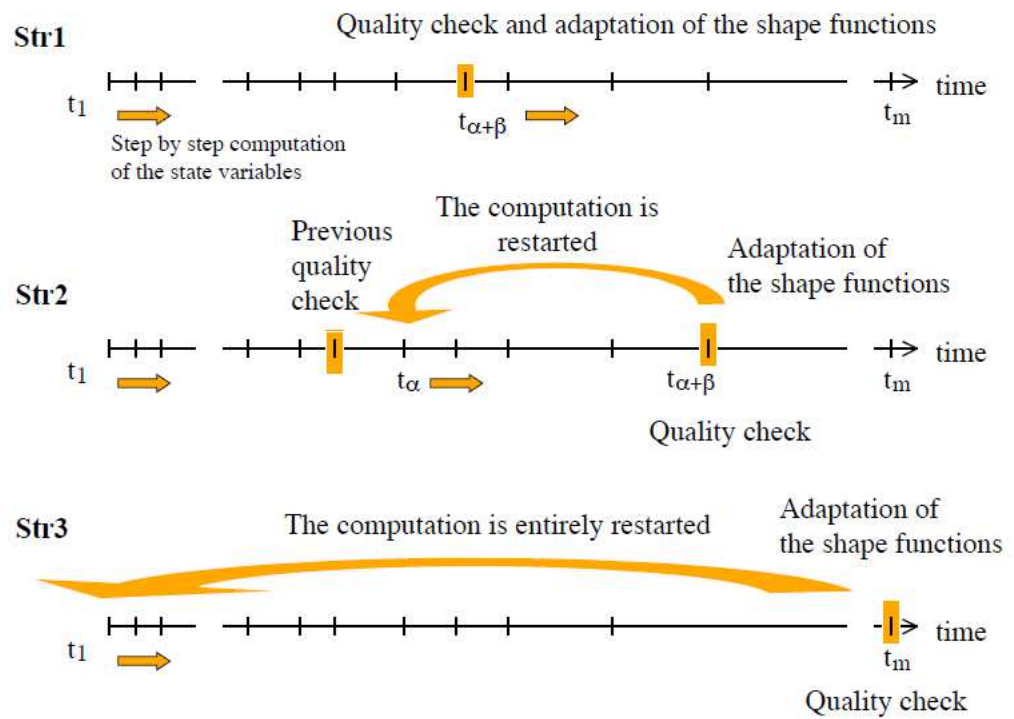 Str1
Quality check and adaptation of the shape functions
t1
tα+β
tm
time
Step by step computation
of the state variables
Str2
Previous
quality
check
The computation is
restarted
Adaptation of
the shape functions
t1
tα
tα+β
tm
time
Quality check
Str3
The computation is entirely restarted
Adaptation of
the shape functions
t1
tm
time
Quality check